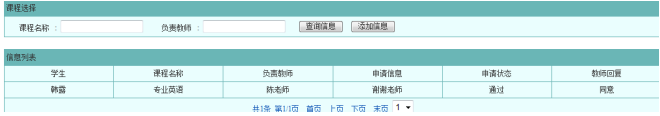 课程选择
课程名称 : 负责教师 : 查询信息 添加信息
信息列表
学生 课程名称 负责教师 申请信息 申请状态 教师回复
韩露 专业英语 陈老师 谢谢老师 通过 同意
共1条 第1/1页 首页 上页 下页 末页 1